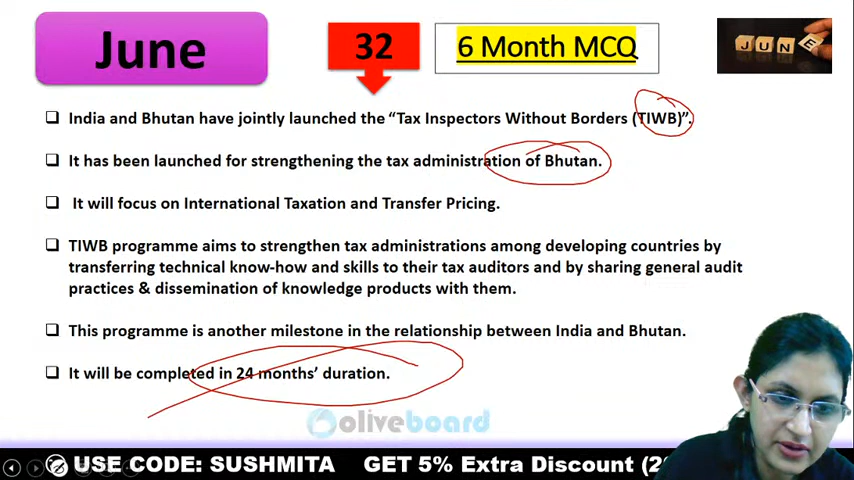 June
32
6 Month MCQ
JUNE
India and Bhutan have jointly launched the “Tax Inspectors Without Borders (TIWB)”.
It has been launched for strengthening the tax administration of Bhutan.
It will focus on International Taxation and Transfer Pricing.
TIWB programme aims to strengthen tax administrations among developing countries by
transferring technical know-how and skills to their tax auditors and by sharing general audit
practices & dissemination of knowledge products with them.
This programme is another milestone in the relationship between India and Bhutan.
It will be completed in 24 months’ duration.
oliveboard
USE CODE: SUSHMITA GET 5% Extra Discount (2